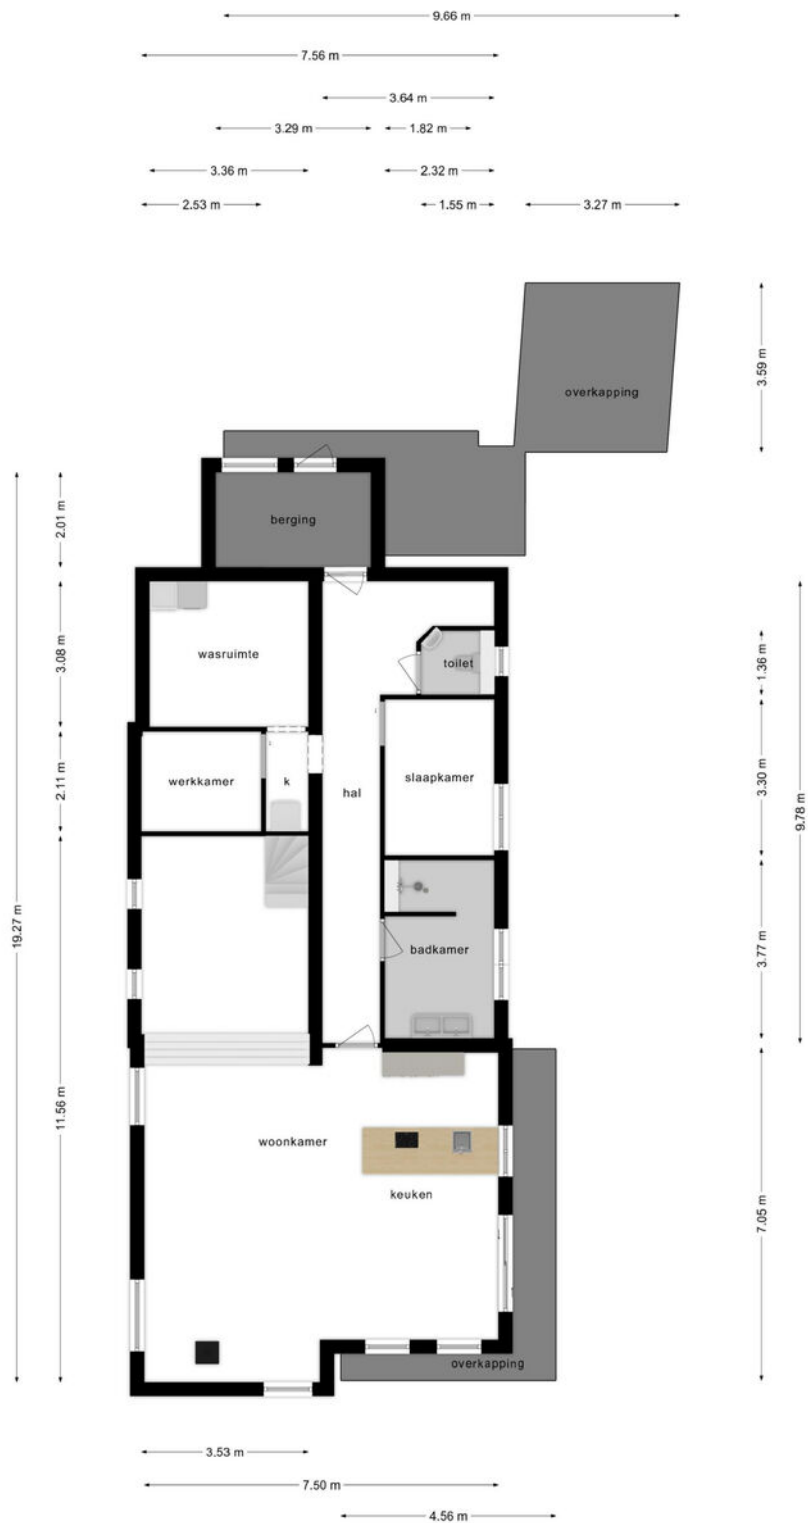 9.66 m
7.56 m
3.64 m
3.29 m
1.82 m
3.36 m
2.32 m
2.53 m
1.55 m
3.27 m
3.59 m
overkapping
2.01 m
berging
3.08 m
wasruimte
toilet
1.36 m
2.11 m
werkkamer
k
hal
slaapkamer
3.30 m
9.78 m
19.27 m
badkamer
3.77 m
11.56 m
woonkamer
keuken
7.05 m
overkapping
3.53 m
7.50 m
4.56 m